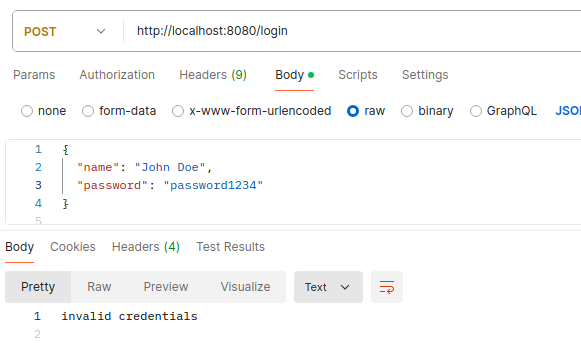 POST http://localhost:8080/login
Params Authorization Headers (9) Body Scripts Settings
none form-data x-www-form-urlencoded raw binary GraphQL JSO
1 {
2 "name": "John Doe",
3 "password": "password1234"
4 }
5
Body Cookies Headers (4) Test Results
Pretty Raw Preview Visualize Text
1 invalid credentials
2